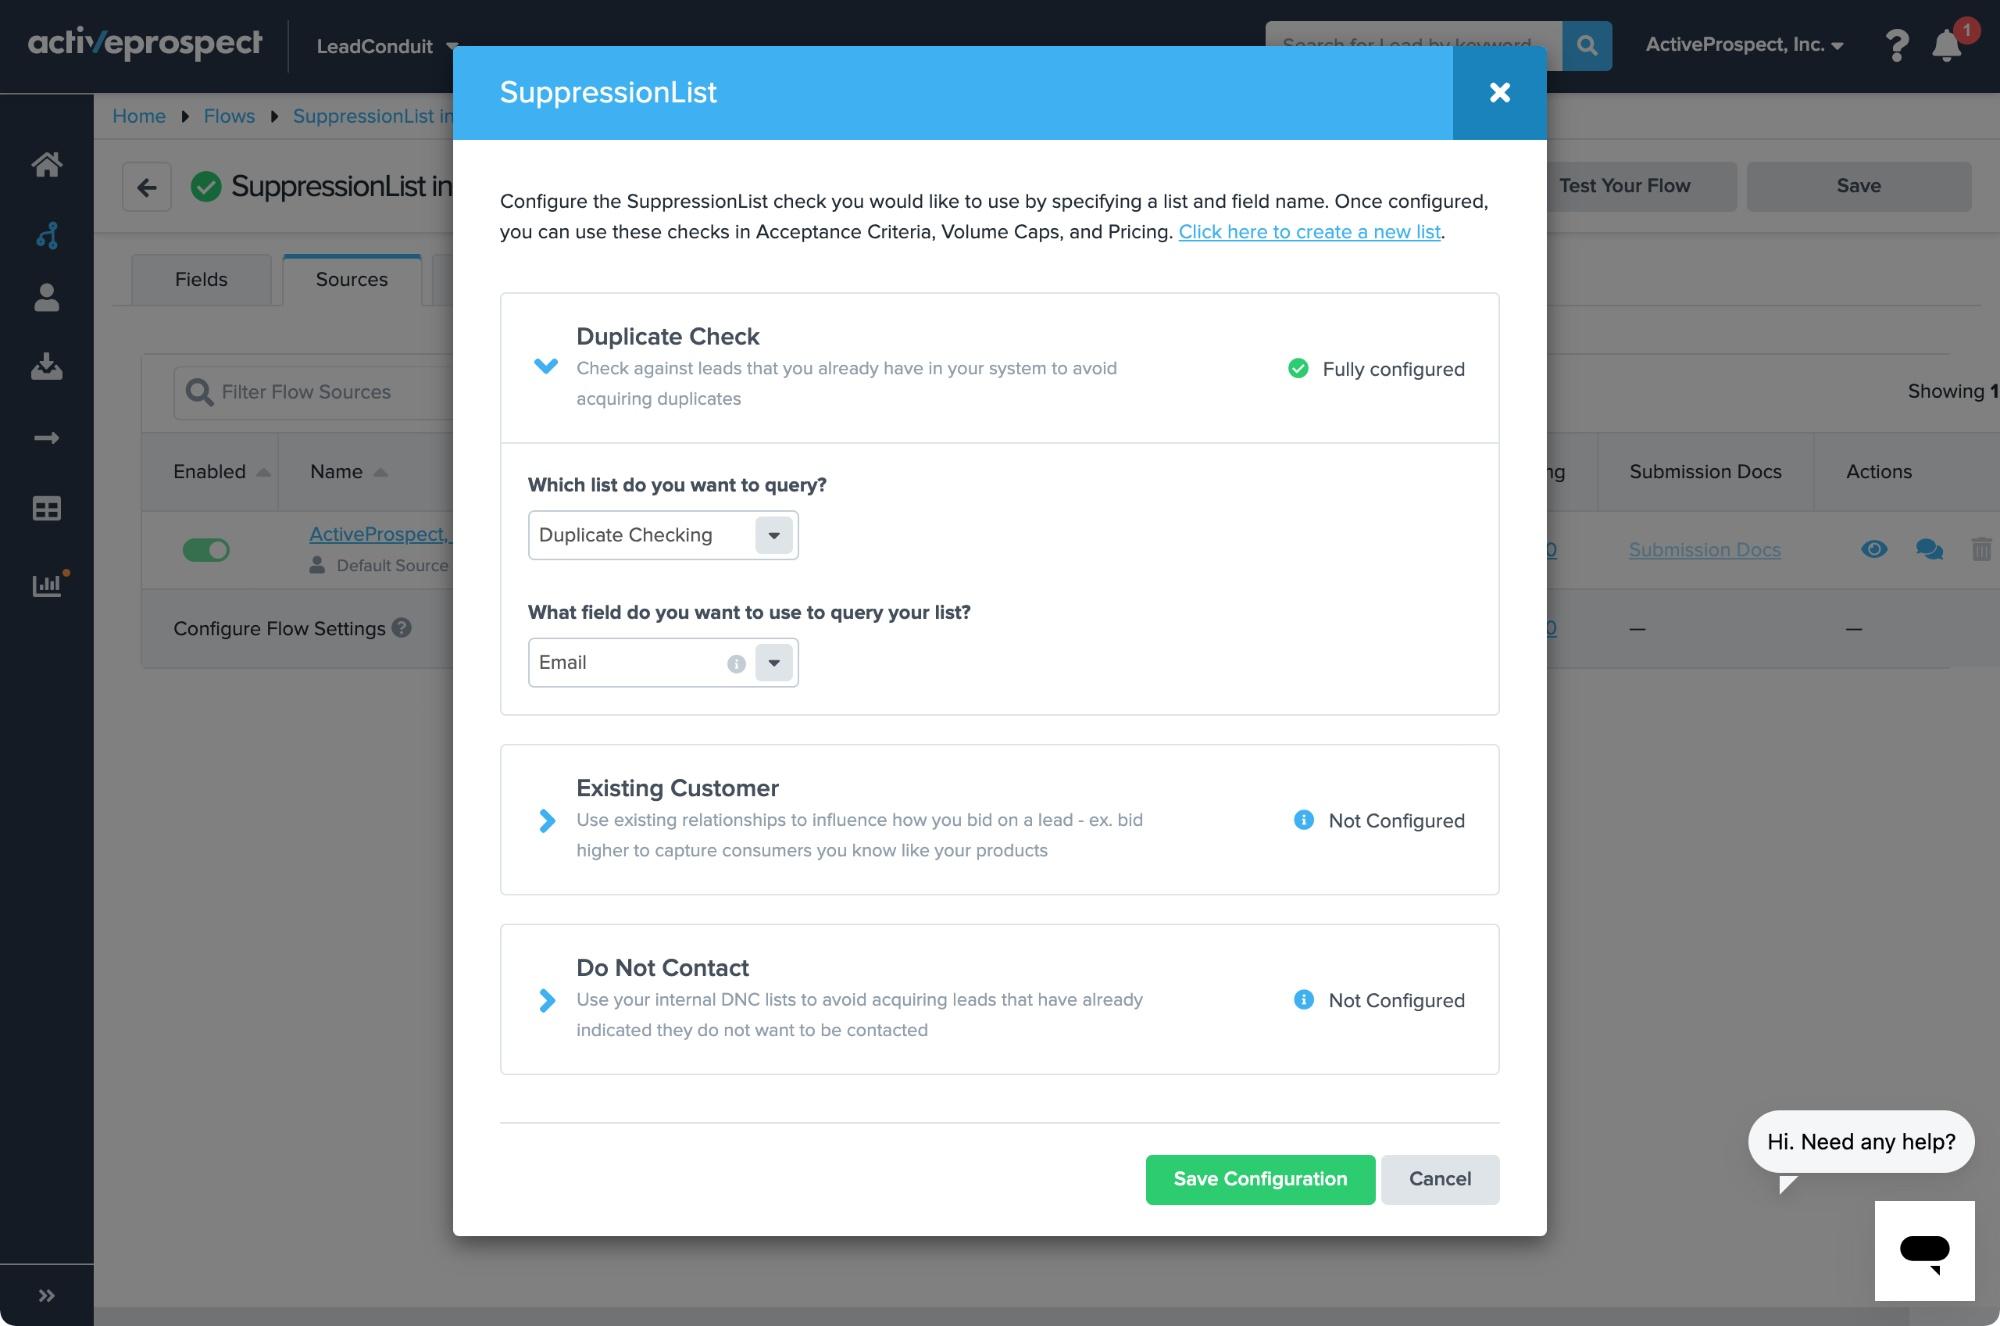 activeprospect
LeadConduit
ActiveProspect, Inc.
1
SuppressionList
Home
Flows
SuppressionList in
SuppressionList in
Test Your Flow
Save
Configure the SuppressionList check you would like to use by specifying a list and field name. Once configured,
you can use these checks in Acceptance Criteria, Volume Caps, and Pricing. Click here to create a new list.
Fields
Sources
Duplicate Check
Check against leads that you already have in your system to avoid
acquiring duplicates
Fully configured
Filter Flow Sources
Showing 1
Enabled
Name
Submission Docs
Actions
Which list do you want to query?
Duplicate Checking
ActiveProspect,
Default Source
Submission Docs
What field do you want to use to query your list?
Email
Configure Flow Settings
—
—
Existing Customer
Use existing relationships to influence how you bid on a lead - ex. bid
higher to capture consumers you know like your products
Not Configured
Do Not Contact
Use your internal DNC lists to avoid acquiring leads that have already
indicated they do not want to be contacted
Not Configured
Save Configuration
Cancel
Hi. Need any help?